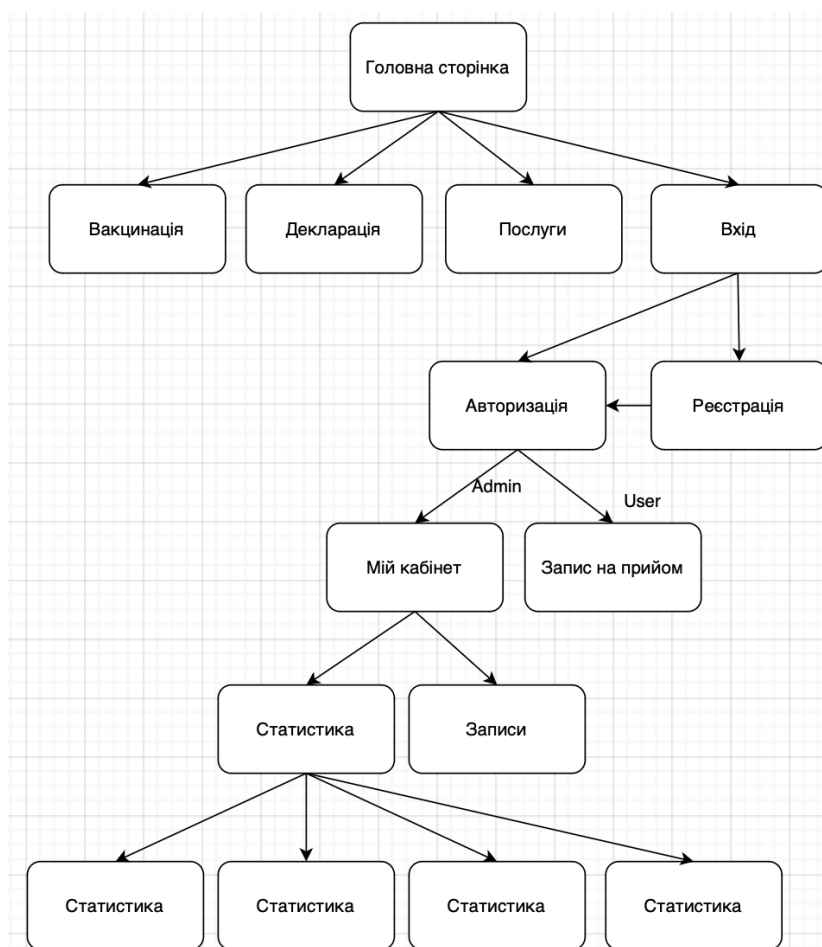 Головна сторінка
Вакцинація
Декларація
Послуги
Вхід
Авторизація
Реєстрація
Admin
User
Мій кабінет
Запис на прийом
Статистика
Записи
Статистика
Статистика
Статистика
Статистика